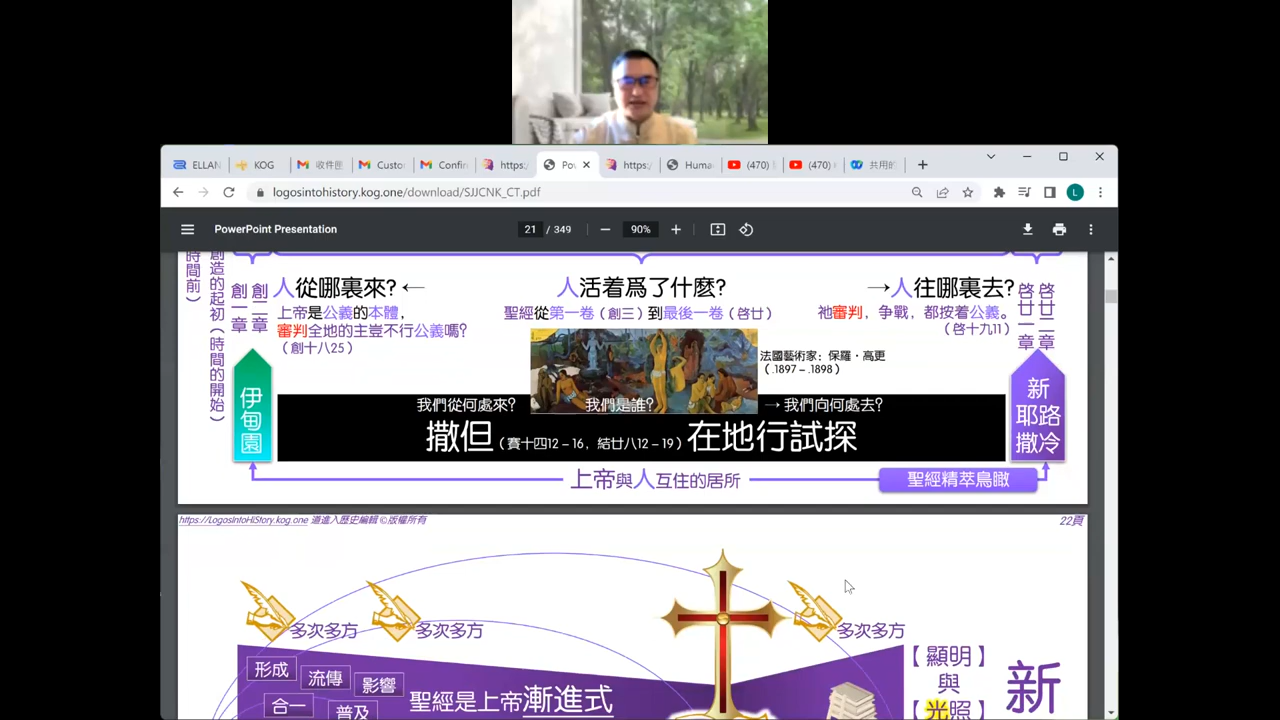 ELLAN
KOG
收件匣
Custo
Confir
https:/
Pow
https:/
Huma
(470)
(470)
共用的
logosintohistory.kog.one/download/SJJCNK_CT.pdf
L
PowerPoint Presentation
21 / 349
90%
時間前）
創造的起初（時間的開始）
創一章
創二章
人從哪裏來?←
上帝是公義的本體，
審判全地的主豈不行公義嗎?
（創十八25）
人活着爲了什麽?
聖經從第一卷（創三）到最後一卷（啓廿）
→人往哪裏去?
祂審判，争戰，都按着公義。
（啓十九11）
啓廿一章
啓廿二章
法國藝術家：保羅・高更
（.1897－.1898）
伊甸園
我們從何處來?
我們是誰?
→ 我們向何處去?
撒但（賽十四12－16，結廿八12－19）在地行試探
新耶路撒冷
上帝與人互住的居所
聖經精萃鳥瞰
https://LogosIntoHiStory.kog.one 道進入歷史編輯 ©版權所有
22頁
多次多方
多次多方
多次多方
形成
流傳
影響
合一
普及
聖經是上帝漸進式
【顯明】
與
【光照
新